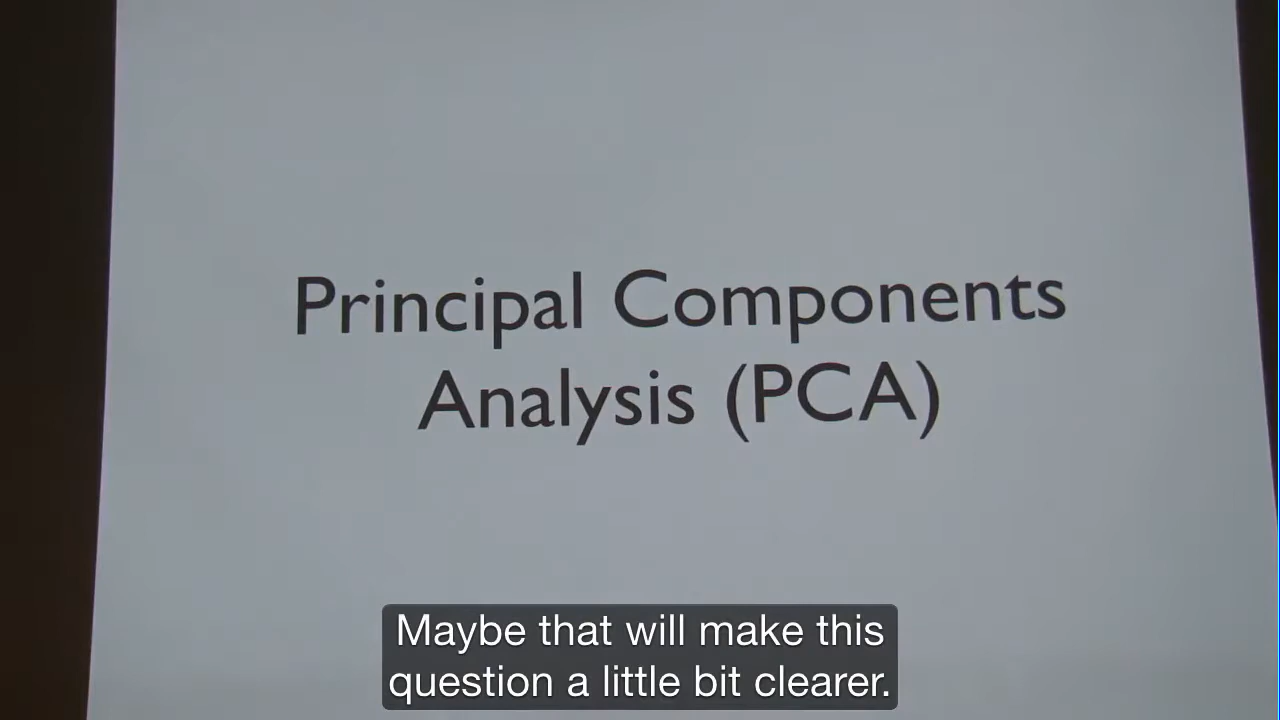 Principal Components
Analysis (PCA)
Maybe that will make this
question a little bit clearer.